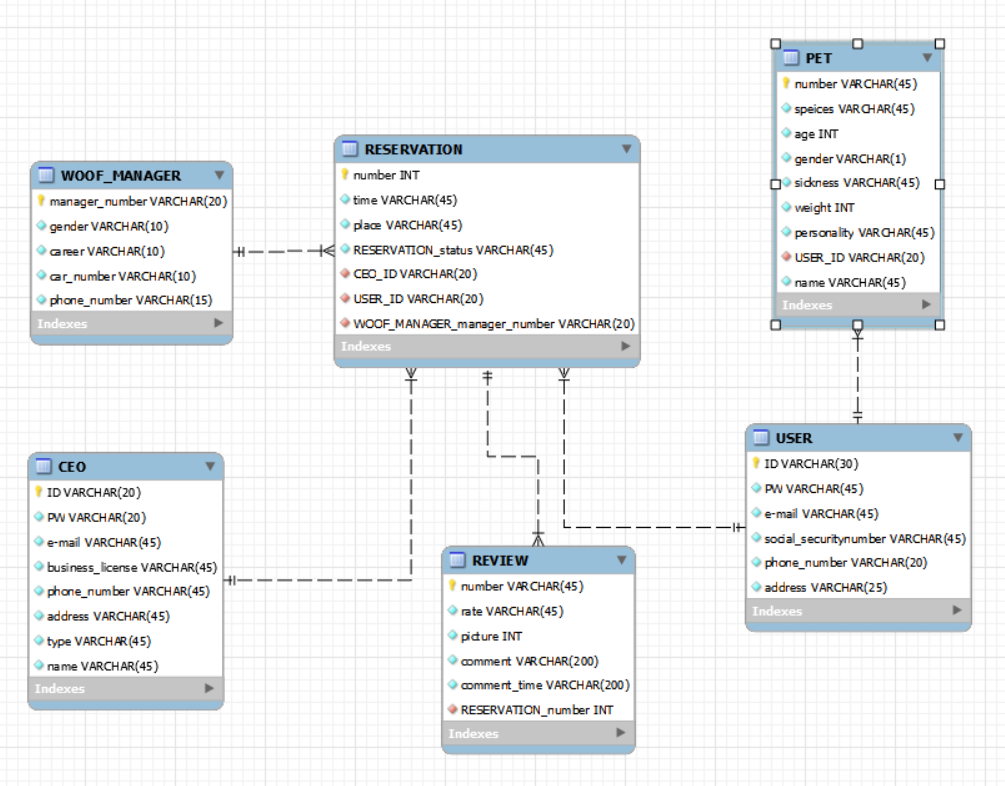 WOOF_MANAGER
manager_number VARCHAR(20)
gender VARCHAR(10)
career VARCHAR(10)
car_number VARCHAR(10)
phone_number VARCHAR(15)
Indexes
RESERVATION
number INT
time VARCHAR(45)
place VARCHAR(45)
RESERVATION_status VARCHAR(45)
CEO_ID VARCHAR(20)
USER_ID VARCHAR(20)
WOOF_MANAGER_manager_number VARCHAR(20)
Indexes
PET
number VARCHAR(45)
speices VARCHAR(45)
age INT
gender VARCHAR(1)
sickness VARCHAR(45)
weight INT
personality VARCHAR(45)
USER_ID VARCHAR(20)
name VARCHAR(45)
Indexes
CEO
ID VARCHAR(20)
PW VARCHAR(20)
e-mail VARCHAR(45)
business_license VARCHAR(45)
phone_number VARCHAR(45)
address VARCHAR(45)
type VARCHAR(45)
name VARCHAR(45)
Indexes
REVIEW
number VARCHAR(45)
rate VARCHAR(45)
picture INT
comment VARCHAR(200)
comment_time VARCHAR(200)
RESERVATION_number INT
Indexes
USER
ID VARCHAR(30)
PW VARCHAR(45)
e-mail VARCHAR(45)
social_securitynumber VARCHAR(45)
phone_number VARCHAR(20)
address VARCHAR(25)
Indexes